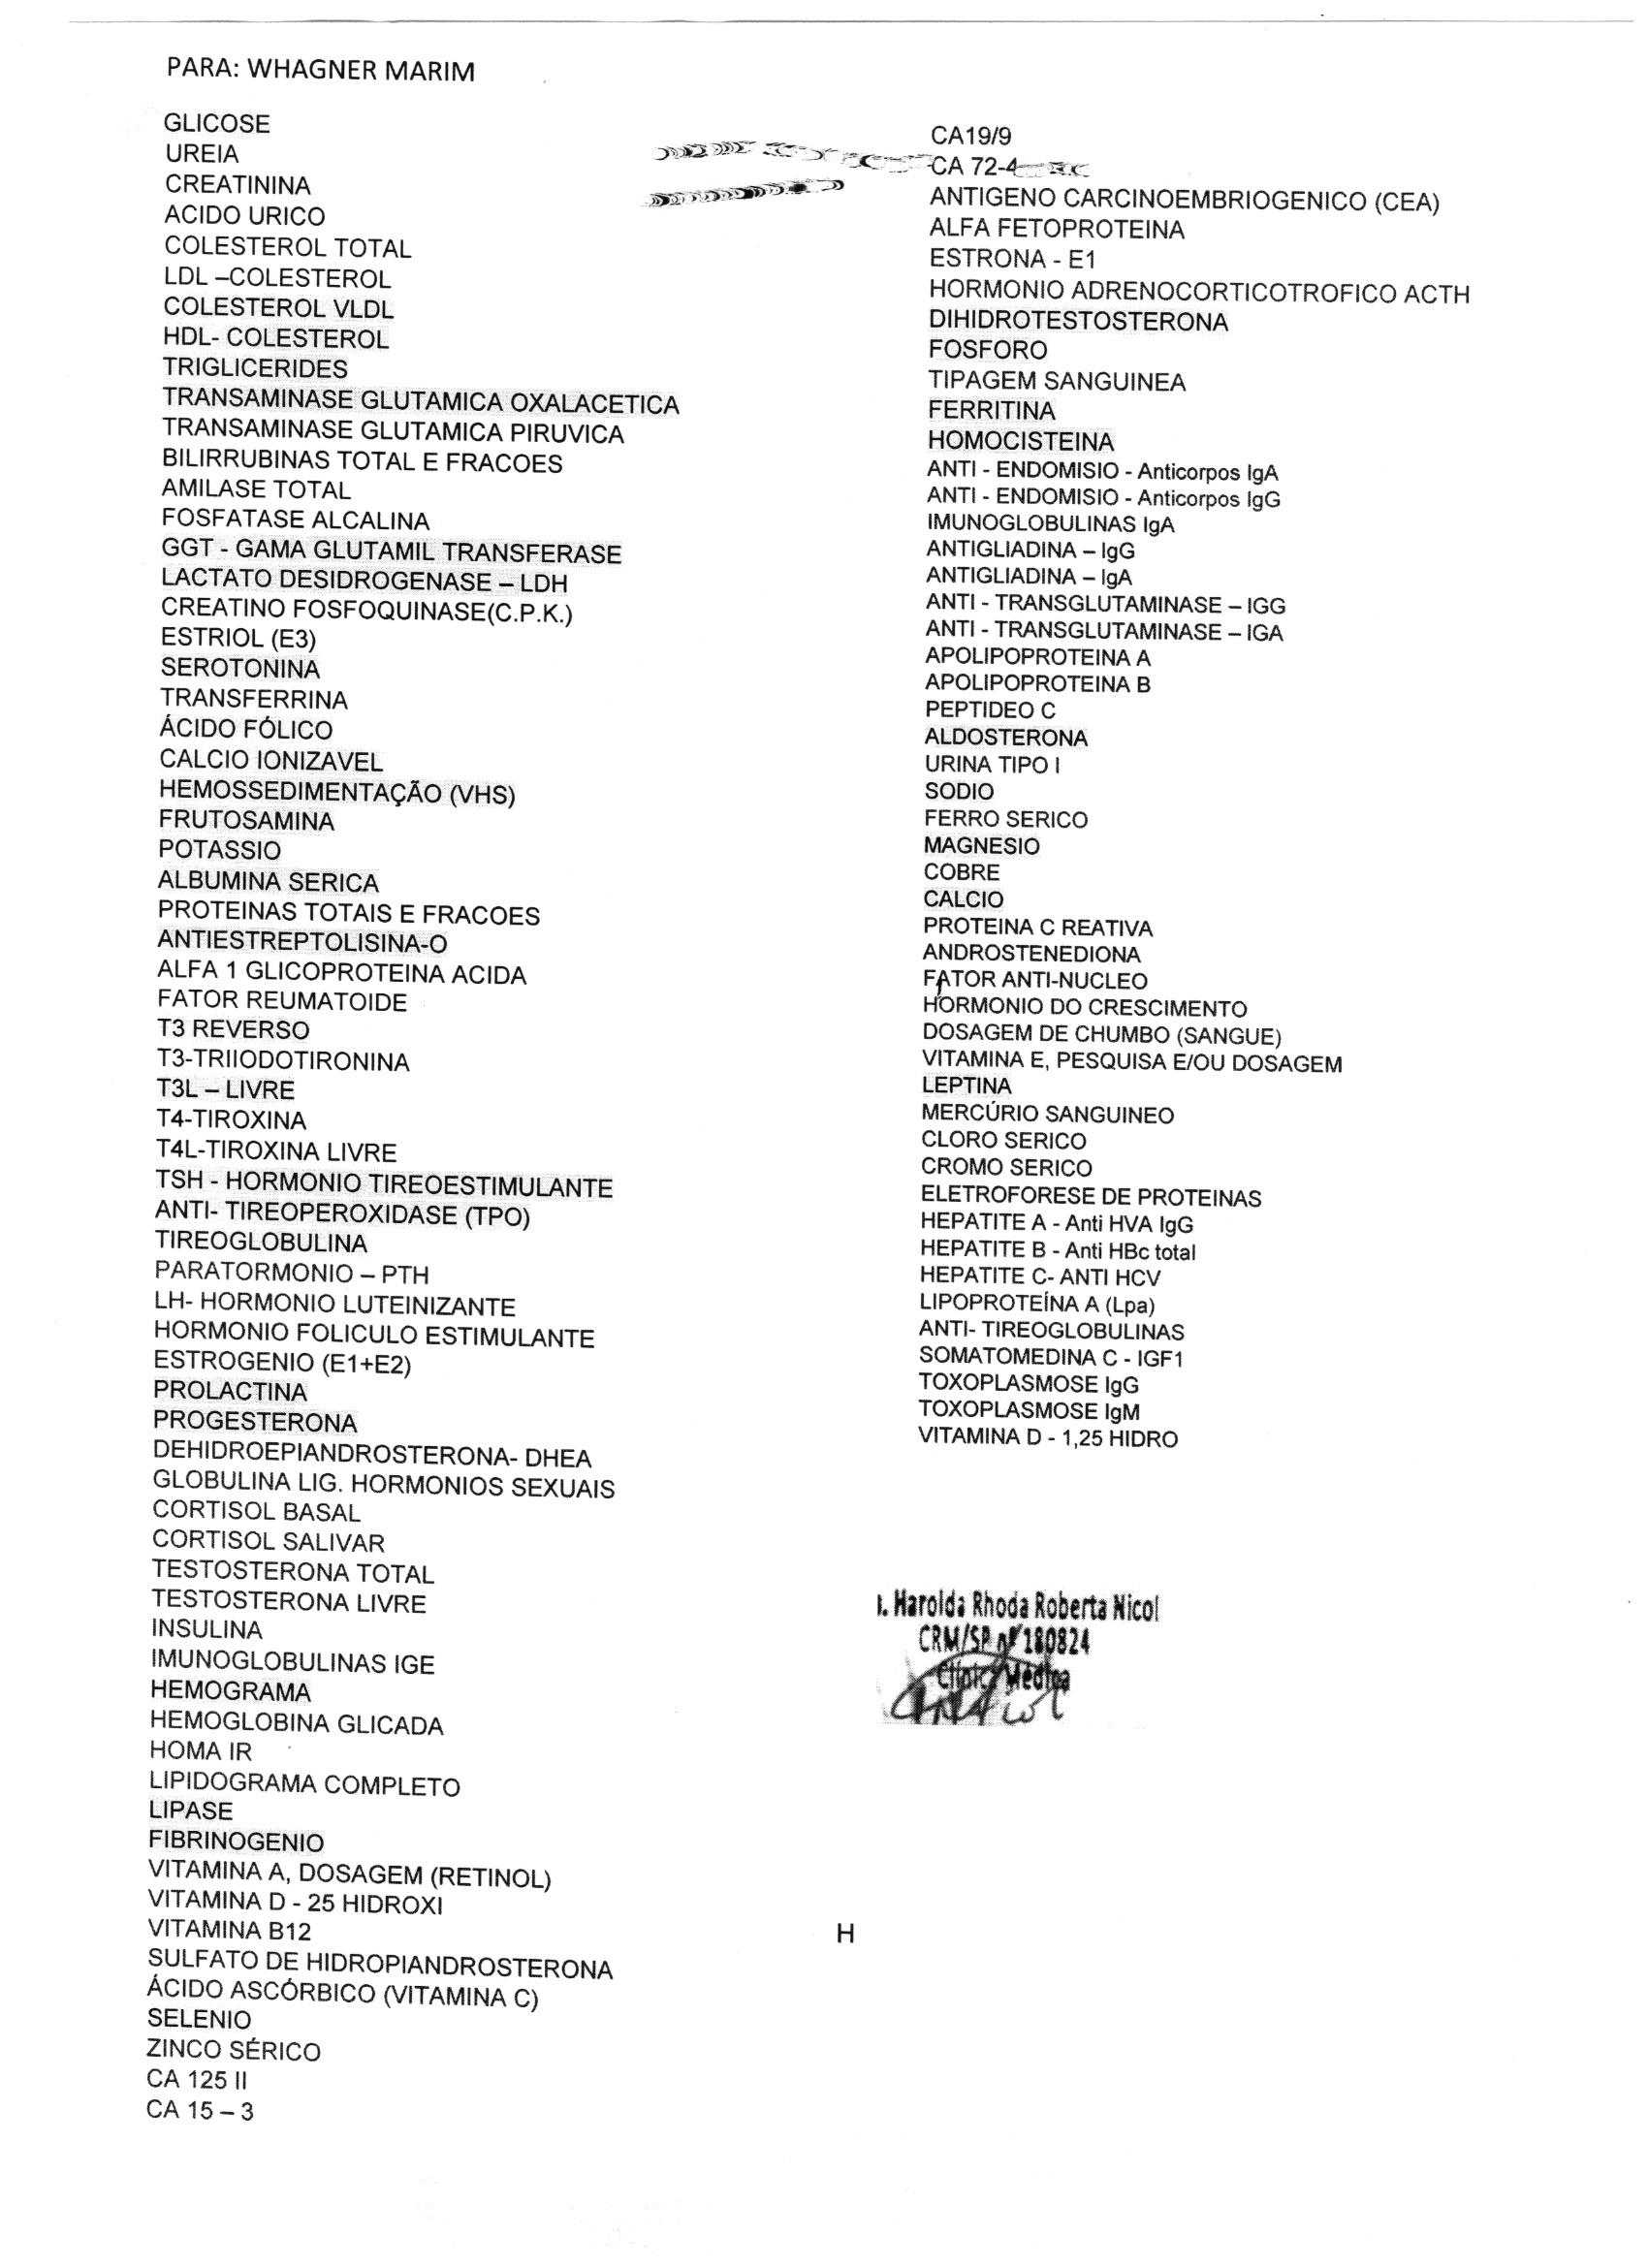 PARA: WHAGNER MARIM
GLICOSE
UREIA
CREATININA
ACIDO URICO
COLESTEROL TOTAL
LDL –COLESTEROL
COLESTEROL VLDL
HDL- COLESTEROL
TRIGLICERIDES
TRANSAMINASE GLUTAMICA OXALACETICA
TRANSAMINASE GLUTAMICA PIRUVICA
BILIRRUBINAS TOTAL E FRACOES
AMILASE TOTAL
FOSFATASE ALCALINA
GGT - GAMA GLUTAMIL TRANSFERASE
LACTATO DESIDROGENASE – LDH
CREATINO FOSFOQUINASE(C.P.K.)
ESTRIOL (E3)
SEROTONINA
TRANSFERRINA
ÁCIDO FÓLICO
CALCIO IONIZAVEL
HEMOSSEDIMENTAÇÃO (VHS)
FRUTOSAMINA
POTASSIO
ALBUMINA SERICA
PROTEINAS TOTAIS E FRACOES
ANTIESTREPTOLISINA-O
ALFA 1 GLICOPROTEINA ACIDA
FATOR REUMATOIDE
T3 REVERSO
T3-TRIIODOTIRONINA
T3L – LIVRE
T4-TIROXINA
T4L-TIROXINA LIVRE
TSH - HORMONIO TIREOESTIMULANTE
ANTI- TIREOPEROXIDASE (TPO)
TIREOGLOBULINA
PARATORMONIO – PTH
LH- HORMONIO LUTEINIZANTE
HORMONIO FOLICULO ESTIMULANTE
ESTROGENIO (E1+E2)
PROLACTINA
PROGESTERONA
DEHIDROEPIANDROSTERONA- DHEA
GLOBULINA LIG. HORMONIOS SEXUAIS
CORTISOL BASAL
CORTISOL SALIVAR
TESTOSTERONA TOTAL
TESTOSTERONA LIVRE
INSULINA
IMUNOGLOBULINAS IGE
HEMOGRAMA
HEMOGLOBINA GLICADA
HOMA IR
LIPIDOGRAMA COMPLETO
LIPASE
FIBRINOGENIO
VITAMINA A, DOSAGEM (RETINOL)
VITAMINA D - 25 HIDROXI
VITAMINA B12
SULFATO DE HIDROPIANDROSTERONA
ÁCIDO ASCÓRBICO (VITAMINA C)
SELENIO
ZINCO SÉRICO
CA 125 II
CA 15 – 3
CA19/9
CA 72-4
ANTIGENO CARCINOEMBRIOGENICO (CEA)
ALFA FETOPROTEINA
ESTRONA - E1
HORMONIO ADRENOCORTICOTROFICO ACTH
DIHIDROTESTOSTERONA
FOSFORO
TIPAGEM SANGUINEA
FERRITINA
HOMOCISTEINA
ANTI - ENDOMISIO - Anticorpos IgA
ANTI - ENDOMISIO - Anticorpos IgG
IMUNOGLOBULINAS IgA
ANTIGLIADINA – IgG
ANTIGLIADINA – IgA
ANTI - TRANSGLUTAMINASE – IGG
ANTI - TRANSGLUTAMINASE – IGA
APOLIPOPROTEINA A
APOLIPOPROTEINA B
PEPTIDEO C
ALDOSTERONA
URINA TIPO I
SODIO
FERRO SERICO
MAGNESIO
COBRE
CALCIO
PROTEINA C REATIVA
ANDROSTENEDIONA
FATOR ANTI-NUCLEO
HORMONIO DO CRESCIMENTO
DOSAGEM DE CHUMBO (SANGUE)
VITAMINA E, PESQUISA E/OU DOSAGEM
LEPTINA
MERCÚRIO SANGUINEO
CLORO SERICO
CROMO SERICO
ELETROFORESE DE PROTEINAS
HEPATITE A - Anti HVA IgG
HEPATITE B - Anti HBc total
HEPATITE C- ANTI HCV
LIPOPROTEÍNA A (Lpa)
ANTI- TIREOGLOBULINAS
SOMATOMEDINA C - IGF1
TOXOPLASMOSE IgG
TOXOPLASMOSE IgM
VITAMINA D - 1,25 HIDRO
Harolda Rhoda Roberta Nicol
CRM/SP nº 180824
Clínica Médica
H